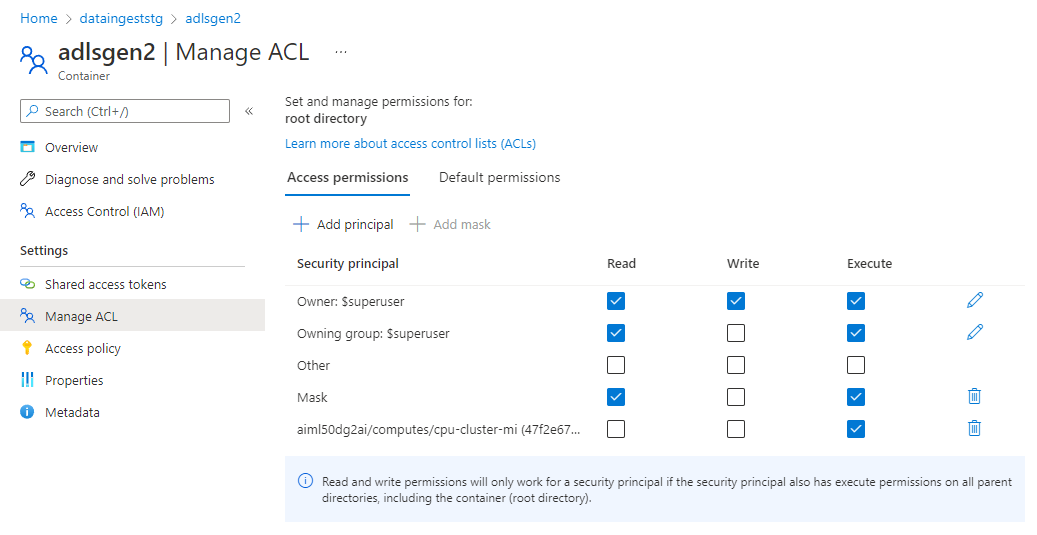 Home > dataingeststg > adlsgen2
adlsgen2 | Manage ACL ...
Container
Search (Ctrl+/)
«
Overview
Diagnose and solve problems
Access Control (IAM)
Settings
Shared access tokens
Manage ACL
Access policy
Properties
Metadata
Set and manage permissions for:
root directory
Learn more about access control lists (ACLs)
Access permissions Default permissions
+ Add principal + Add mask
Security principal Read Write Execute
Owner: $superuser
Owning group: $superuser
Other
Mask
aiml50dg2ai/computes/cpu-cluster-mi (47f2e67...
Read and write permissions will only work for a security principal if the security principal also has execute permissions on all parent
directories, including the container (root directory).